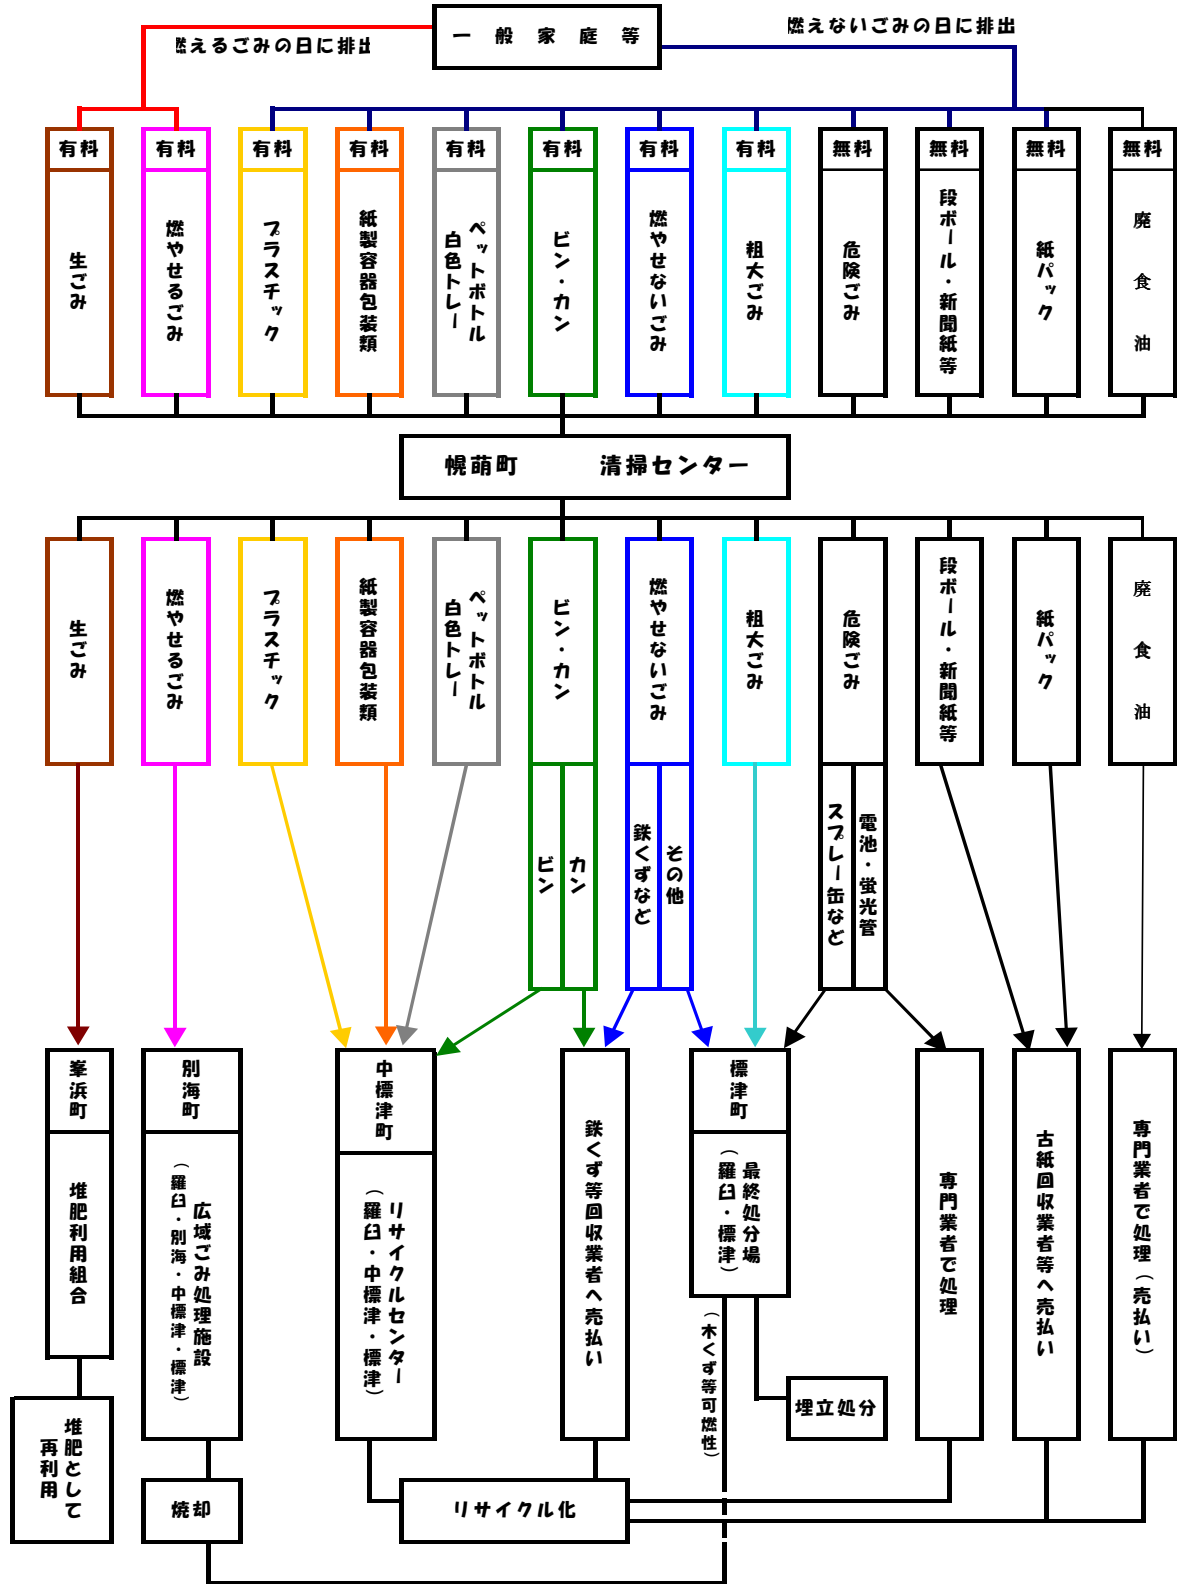 一般家庭等
燃えるごみの日に排出
燃えないごみの日に排出
有料
有料
有料
有料
有料
有料
有料
有料
無料
無料
無料
無料
生ごみ
燃やせるごみ
プラスチック
紙製容器包装類
ペットボトル
白色トレー
ビン・カン
燃やせないごみ
粗大ごみ
危険ごみ
段ボール・新聞紙等
紙パック
廃食油
幌萌町　清掃センター
生ごみ
燃やせるごみ
プラスチック
紙製容器包装類
ペットボトル
白色トレー
ビン・カン
燃やせないごみ
粗大ごみ
危険ごみ
段ボール・新聞紙等
紙パック
廃食油
ビン
カン
鉄くずなど
その他
スプレー缶など
電池・蛍光管
峯浜町
堆肥利用組合
別海町
広域ごみ処理施設
（羅臼・別海・中標津・標津）
中標津町
リサイクルセンター
（羅臼・中標津・標津）
鉄くず等回収業者へ売払い
標津町
最終処分場
（羅臼・標津）
専門業者で処理
古紙回収業者等へ売払い
専門業者で処理（売払い）
（木くず等可燃性）
埋立処分
堆肥として
再利用
焼却
リサイクル化